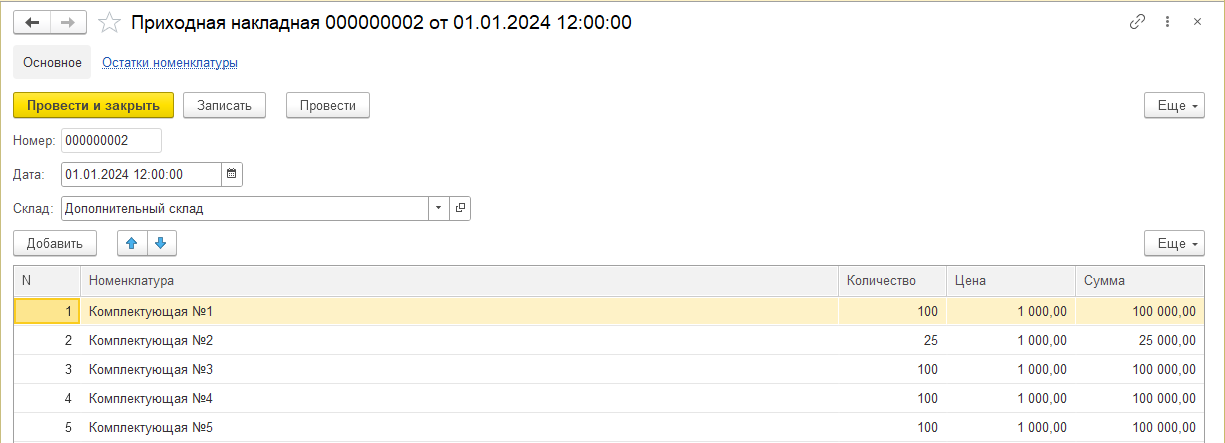 Приходная накладная 000000002 от 01.01.2024 12:00:00
Основное Остатки номенклатуры
Провести и закрыть Записать Провести Еще
Номер: 000000002
Дата: 01.01.2024 12:00:00
Склад: Дополнительный склад
Добавить Еще
N Номенклатура Количество Цена Сумма
1 Комплектующая №1 100 1 000,00 100 000,00
2 Комплектующая №2 25 1 000,00 25 000,00
3 Комплектующая №3 100 1 000,00 100 000,00
4 Комплектующая №4 100 1 000,00 100 000,00
5 Комплектующая №5 100 1 000,00 100 000,00